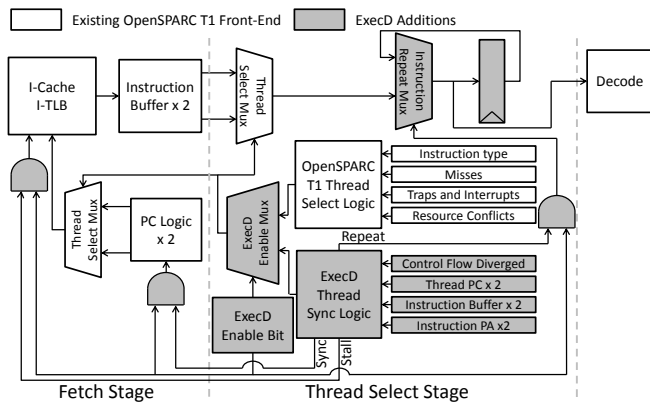 Existing OpenSPARC T1 Front-End
ExecD Additions
I-Cache
I-TLB
Instruction
Buffer x 2
Thread
Select Mux
Instruction
Repeat Mux
Decode
OpenSPARC
T1 Thread
Select Logic
Instruction type
Misses
Traps and Interrupts
Resource Conflicts
Thread
Select Mux
PC Logic
x 2
ExecD
Enable Mux
Repeat
ExecD
Thread
Sync Logic
Control Flow Diverged
Thread PC x 2
Instruction Buffer x 2
Instruction PA x2
ExecD
Enable Bit
Sync
Stall
Fetch Stage
Thread Select Stage